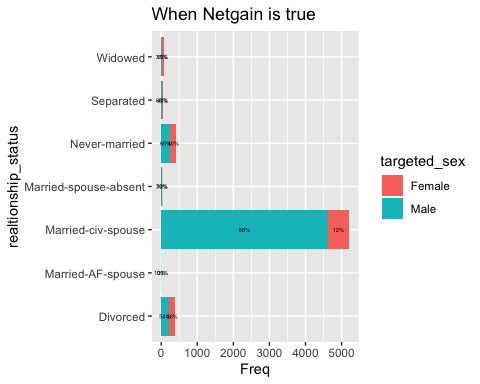 When Netgain is true
realtionship_status
Widowed
Separated
Never-married
Married-spouse-absent
Married-civ-spouse
88% 12%
Married-AF-spouse
Divorced
0 1000 2000 3000 4000 5000
Freq
targeted_sex
Female
Male